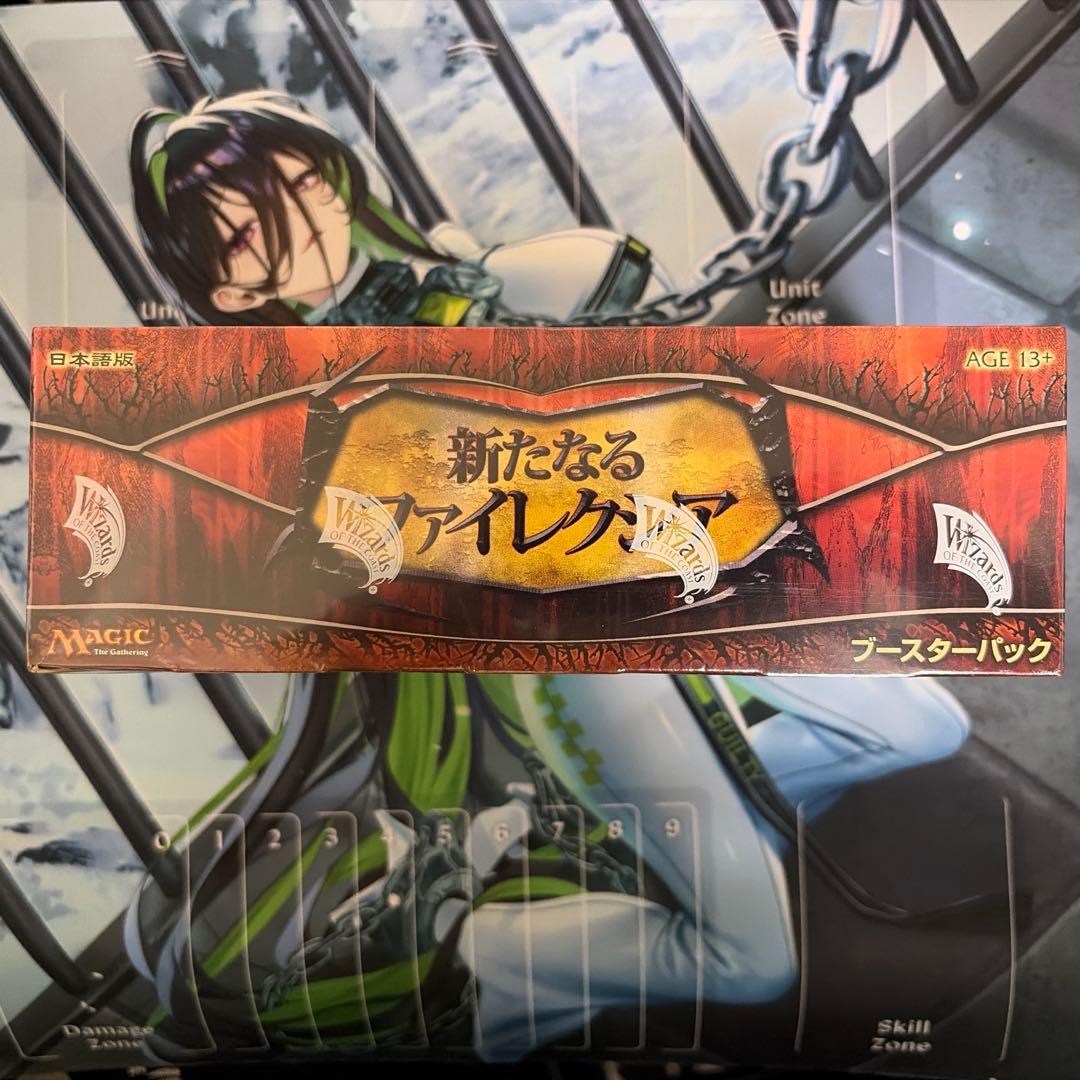 Unit
Zone
日本語版
AGE 13+
新たなる
ファイレクシア
Wizards
OF THE COAST
Wizards
OF THE COAST
Wizards
OF THE COAST
Wizards
OF THE COAST
MAGIC
The Gathering
ブースターパック
GUILTY
0 1 2 3 4 5 6 7 8 9
Damage
Zone
Skill
Zone